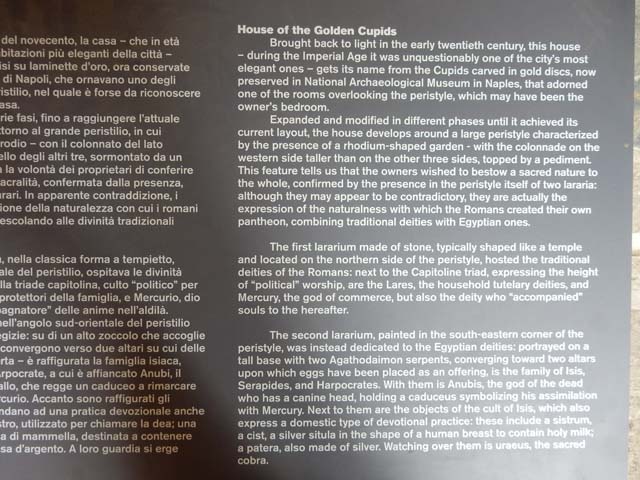 House of the Golden Cupids
Brought back to light in the early twentieth century, this house
– during the Imperial Age it was unquestionably one of the city's most
elegant ones – gets its name from the Cupids carved in gold discs, now
preserved in National Archaeological Museum in Naples, that adorned
one of the rooms overlooking the peristyle, which may have been the
owner's bedroom.
Expanded and modified in different phases until it achieved its
current layout, the house develops around a large peristyle characterized
by the presence of a rhodium-shaped garden - with the colonnade on the
western side taller than on the other three sides, topped by a pediment.
This feature tells us that the owners wished to bestow a sacred nature to
the whole, confirmed by the presence in the peristyle itself of two lararia:
although they may appear to be contradictory, they are actually the
expression of the naturalness with which the Romans created their own
pantheon, combining traditional deities with Egyptian ones.
The first lararium made of stone, typically shaped like a temple
and located on the northern side of the peristyle, hosted the traditional
deities of the Romans: next to the Capitoline triad, expressing the height
of "political" worship, are the Lares, the household tutelary deities, and
Mercury, the god of commerce, but also the deity who "accompanied"
souls to the hereafter.
The second lararium, painted in the south-eastern corner of the
peristyle, was instead dedicated to the Egyptian deities: portrayed on a
tall base with two Agathodaimon serpents, converging toward two altars
upon which eggs have been placed as an offering, is the family of Isis,
Serapides, and Harpocrates. With them is Anubis, the god of the dead
who has a canine head, holding a caduceus symbolizing his assimilation
with Mercury. Next to them are the objects of the cult of Isis, which also
express a domestic type of devotional practice: these include a sistrum,
a cist, a silver situla in the shape of a human breast to contain holy milk;
a patera, also made of silver. Watching over them is uraeus, the sacred
cobra.
del novecento, la casa – che in età
abitazioni più eleganti della città –
isi su laminette d'oro, ora conservate
di Napoli, che ornavano uno degli
ristilio, nel quale è forse da riconoscere
casa.
rie fasi, fino a raggiungere l'attuale
ttorno al grande peristilio, in cui
rodio – con il colonnato del lato
ello degli altri tre, sormontato da un
a la volontà dei proprietari di conferire
acralità, confermata dalla presenza,
rari. In apparente contraddizione, i
ione della naturalezza con cui i romani
escolando alle divinità tradizionali
, nella classica forma a tempietto,
ale del peristilio, ospitava le divinità
lla triade capitolina, culto "politico" per
protettori della famiglia, e Mercurio, dio
pagnatore" delle anime nell'aldilà.
nell'angolo sud-orientale del peristilio
egizie: su di un alto zoccolo che accoglie
convergono verso due altari su cui delle
rta – è raffigurata la famiglia isiaca,
rpocrate, a cui è affiancato Anubi, il
allo, che regge un caduceo a rimarcare
rcurio. Accanto sono raffigurati gli
ndano ad una pratica devozionale anche
stro, utilizzato per chiamare la dea; una
a di mammella, destinata a contenere
sa d'argento. A loro guardia si erge